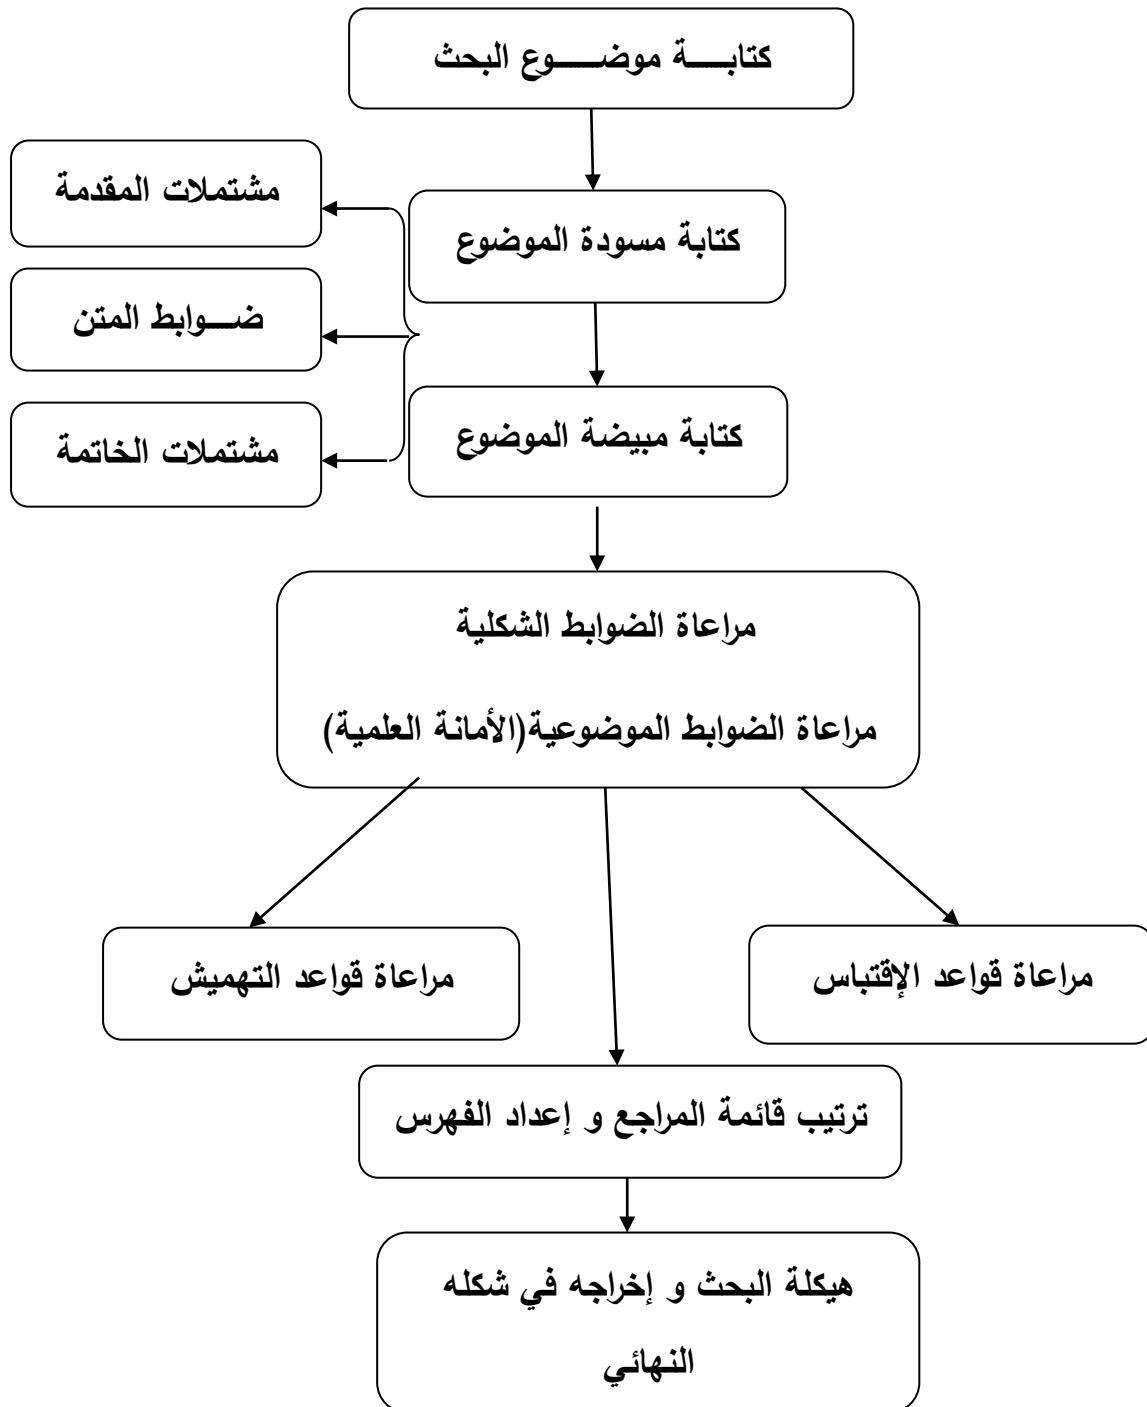 كتابـــــة موضـــــوع البحث
كتابة مسودة الموضوع
مشتملات المقدمة
ضـــوابط المتن
مشتملات الخاتمة
كتابة مبيضة الموضوع
مراعاة الضوابط الشكلية
مراعاة الضوابط الموضوعية(الأمانة العلمية)
مراعاة قواعد الإقتباس
مراعاة قواعد التهميش
ترتيب قائمة المراجع و إعداد الفهرس
هيكلة البحث و إخراجه في شكله
النهائي